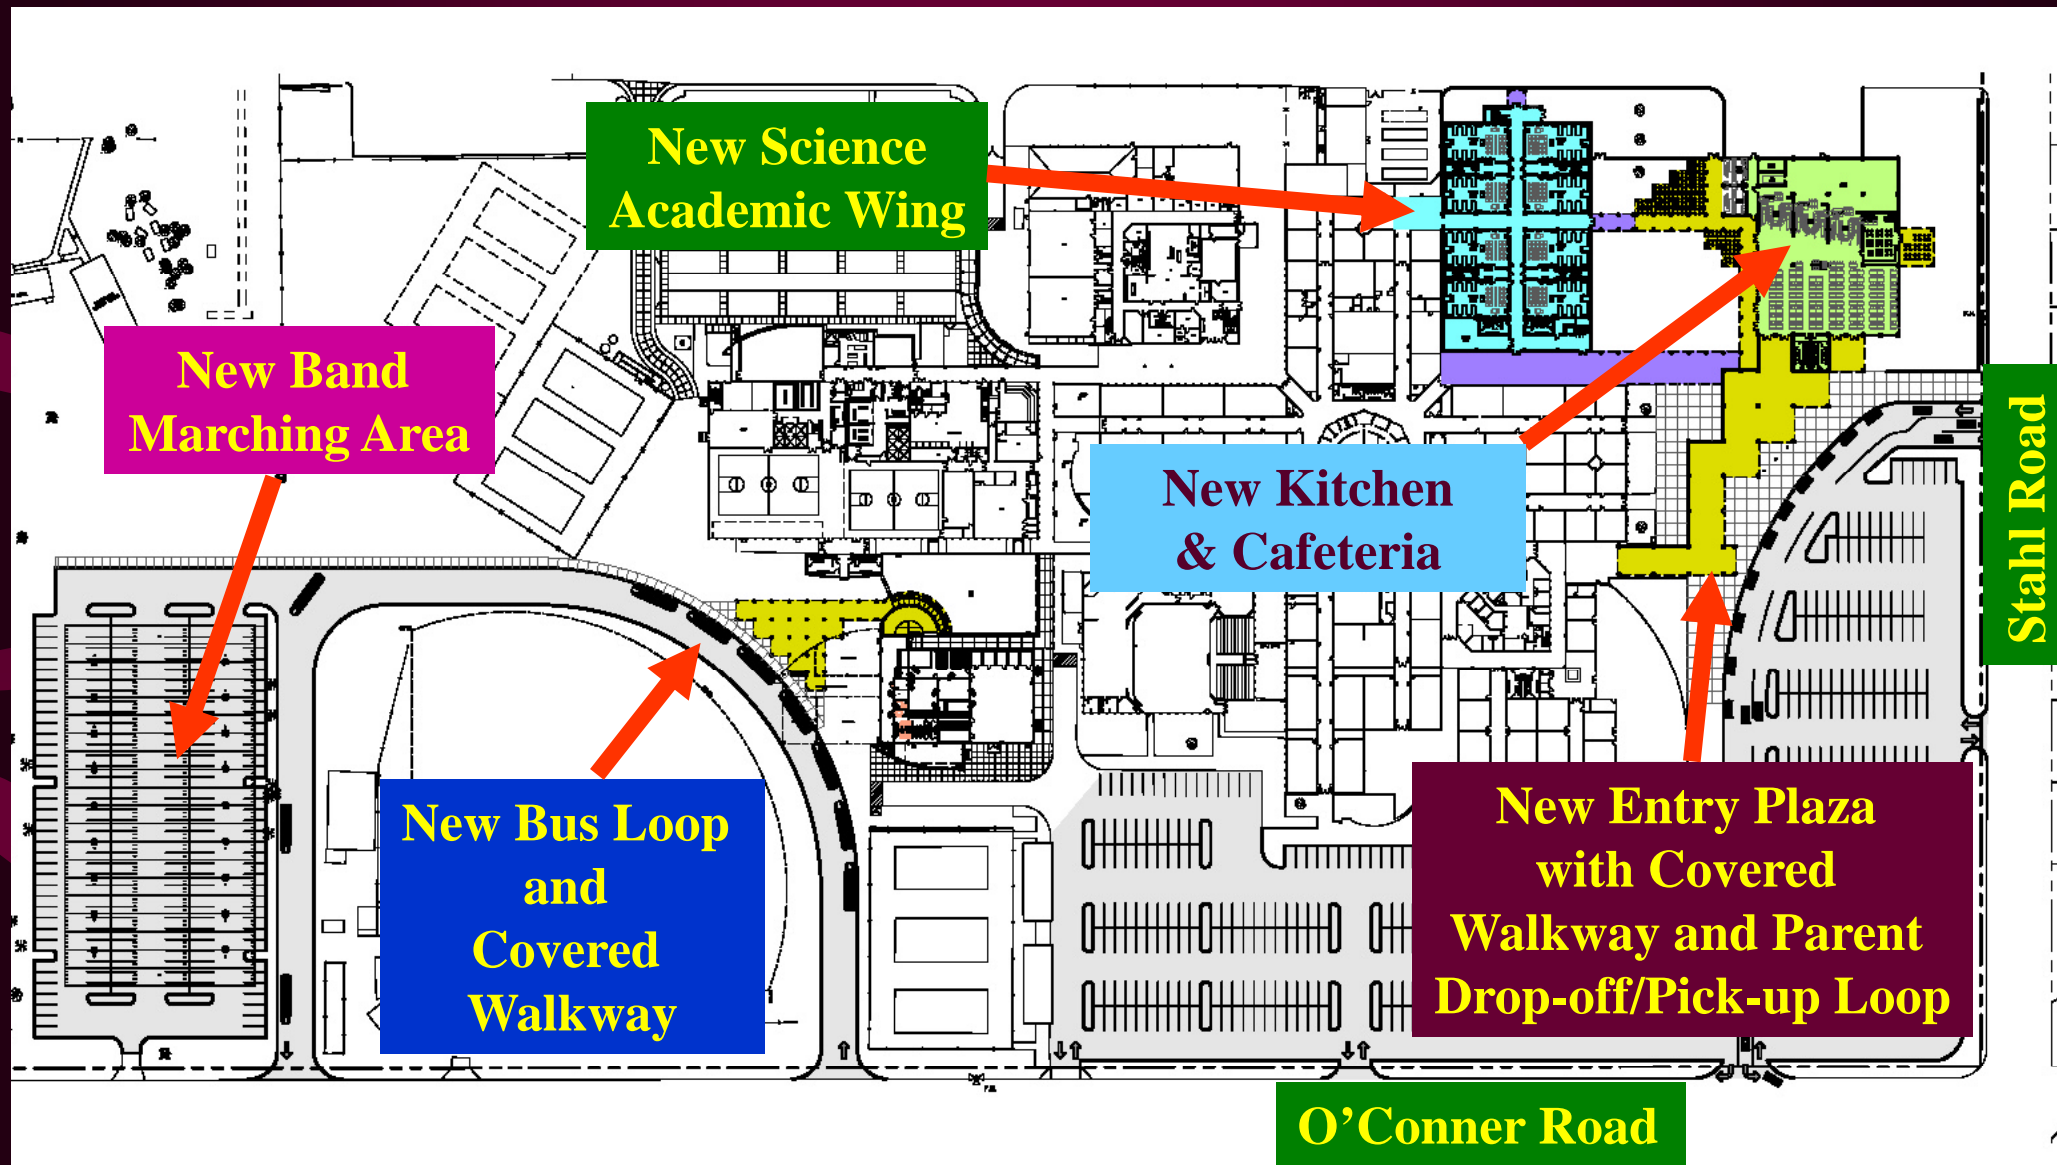 New Science
Academic Wing
New Band
Marching Area
New Kitchen
& Cafeteria
Stahl Road
New Bus Loop
and
Covered
Walkway
New Entry Plaza
with Covered
Walkway and Parent
Drop-off/Pick-up Loop
O’Conner Road